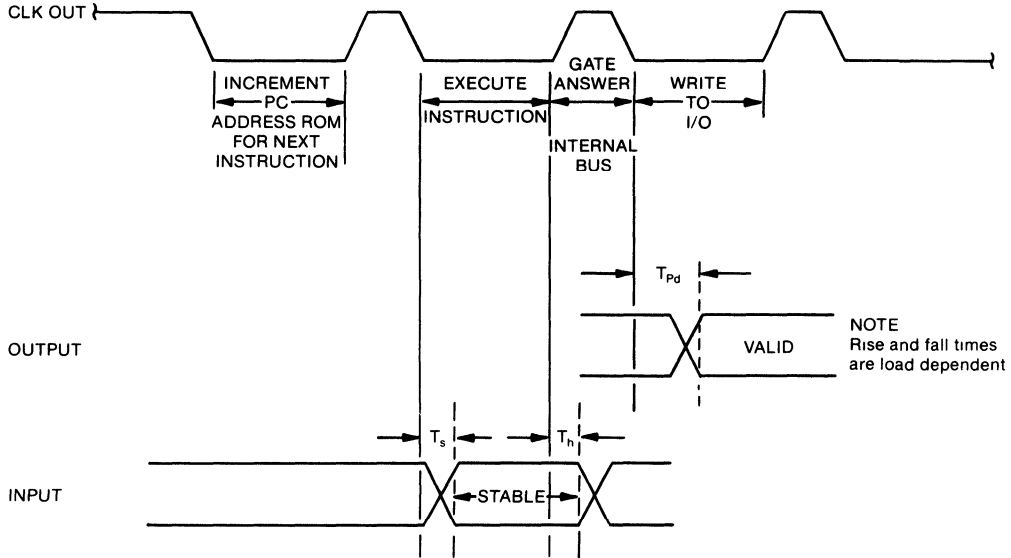 CLK OUT
INCREMENT
PC
ADDRESS ROM
FOR NEXT
INSTRUCTION
EXECUTE
INSTRUCTION
GATE
ANSWER
INTERNAL
BUS
WRITE
TO
I/O
TPd
OUTPUT
VALID
NOTE
Rise and fall times
are load dependent
Ts
Th
INPUT
STABLE